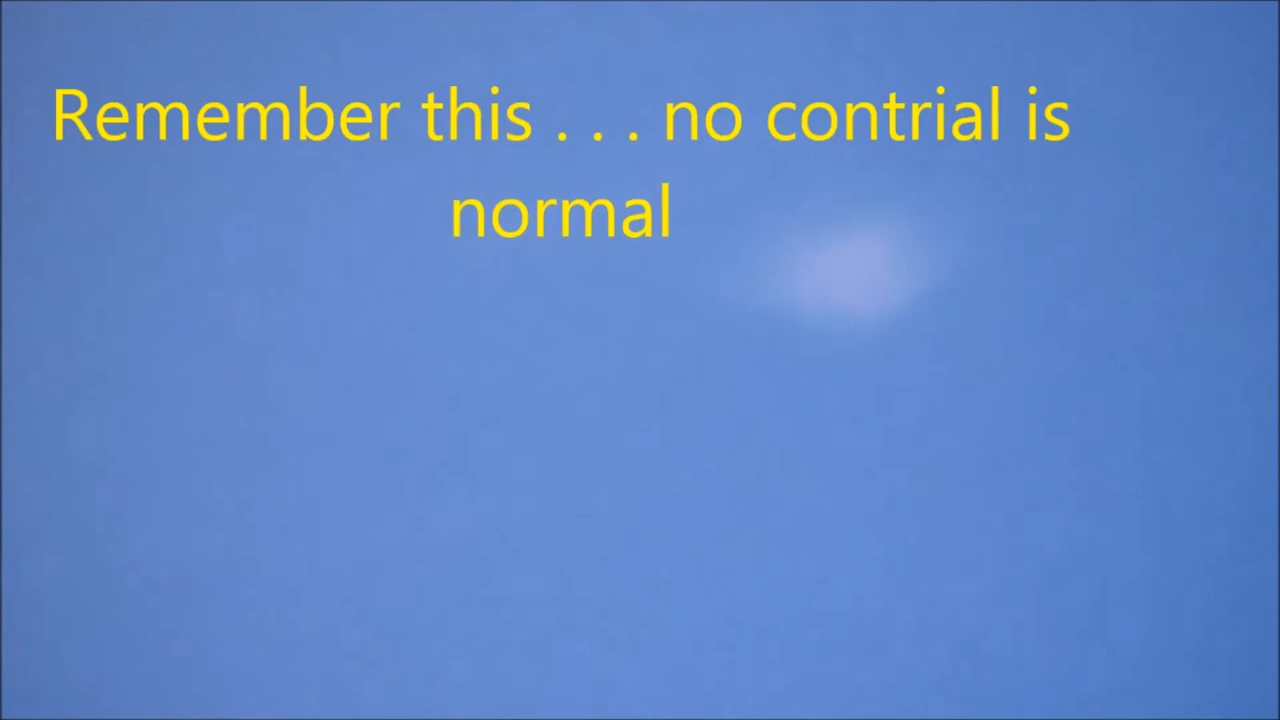 Remember this . . . no contrial is
normal